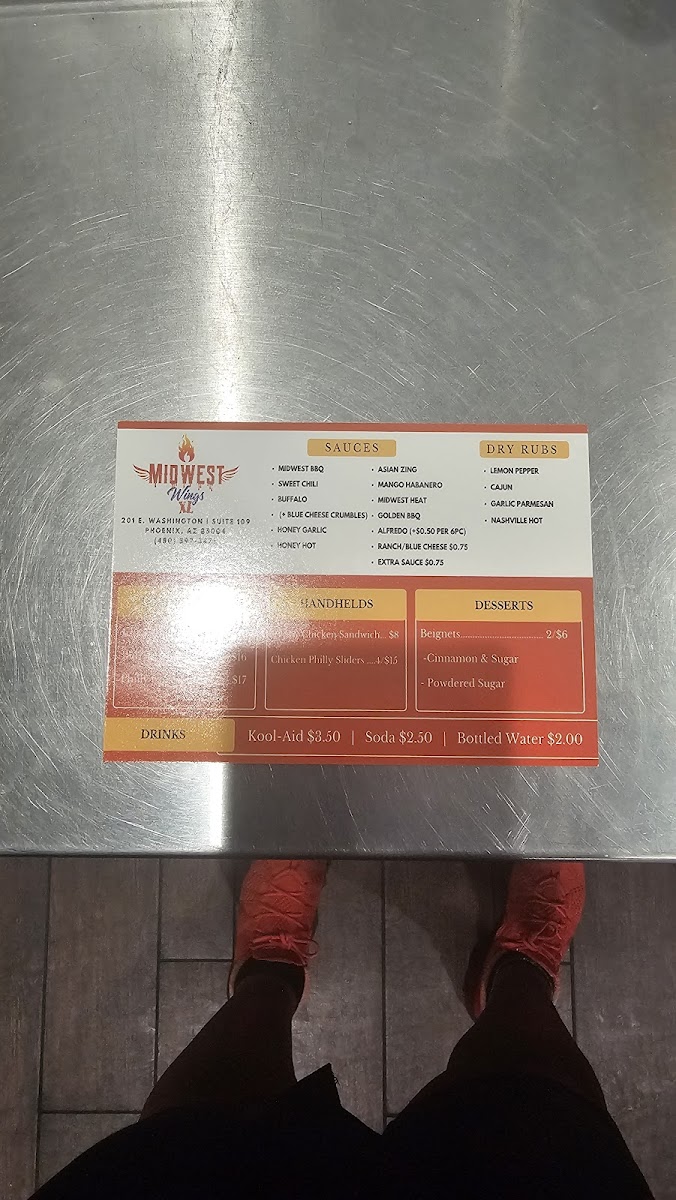 MIDWEST
Wings
XL
201 E. WASHINGTON | SUITE 109
PHOENIX, AZ 85004
(480)
SAUCES
• MIDWEST BBQ
• SWEET CHILI
• BUFFALO
• (+ BLUE CHEESE CRUMBLES)
• HONEY GARLIC
• HONEY HOT
• ASIAN ZING
• MANGO HABANERO
• MIDWEST HEAT
• GOLDEN BBQ
• ALFREDO (+$0.50 PER 6PC)
• RANCH/BLUE CHEESE $0.75
• EXTRA SAUCE $0.75
DRY RUBS
• LEMON PEPPER
• CAJUN
• GARLIC PARMESAN
• NASHVILLE HOT
$16
$17
HANDHELDS
Chicken Sandwich... $8
Chicken Philly Sliders ....4/$15
DESSERTS
Beignets.......................................... 2/$6
-Cinnamon & Sugar
- Powdered Sugar
DRINKS
Kool-Aid $3.50 | Soda $2.50 | Bottled Water $2.00